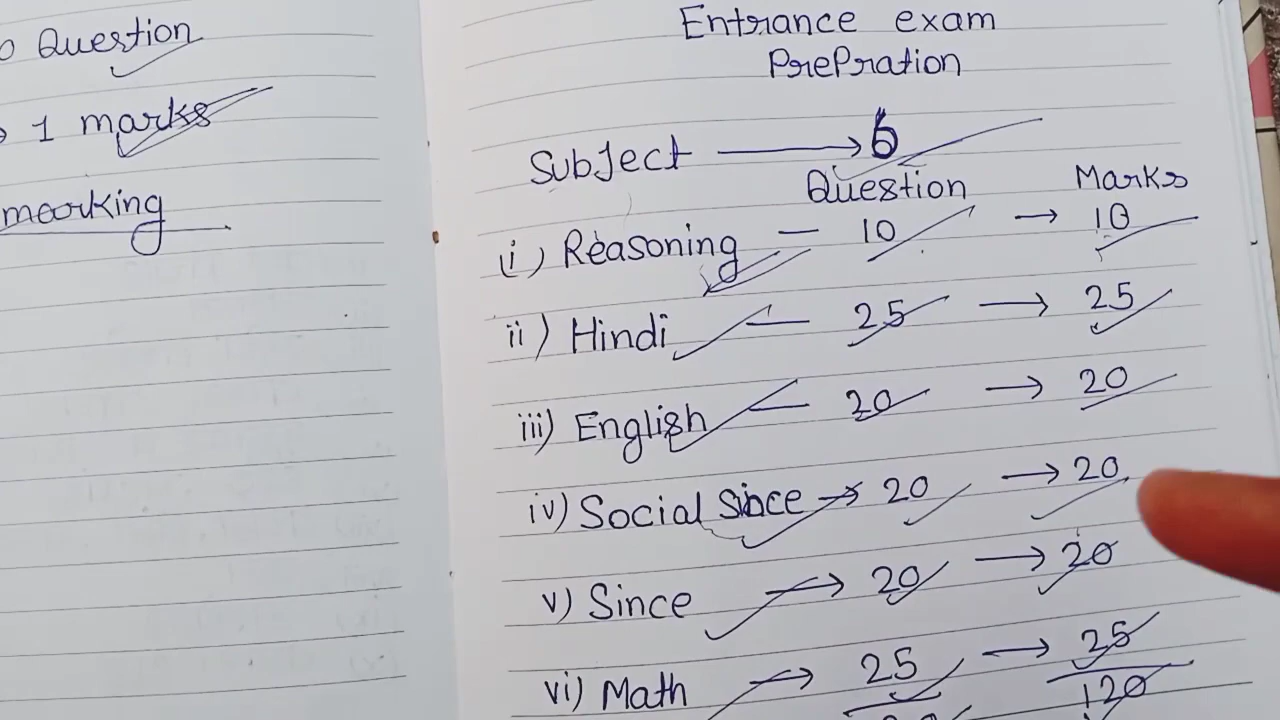 Question
1 marks
marking
Entrance exam
PrePration
Subject → 6
Question Marks
(i) Reasoning — 10 → 10
ii) Hindi — 25 → 25
iii) English — 20 → 20
iv) Social Since → 20 → 20
v) Since → 20 → 20
vi) Math → 25 → 25
120